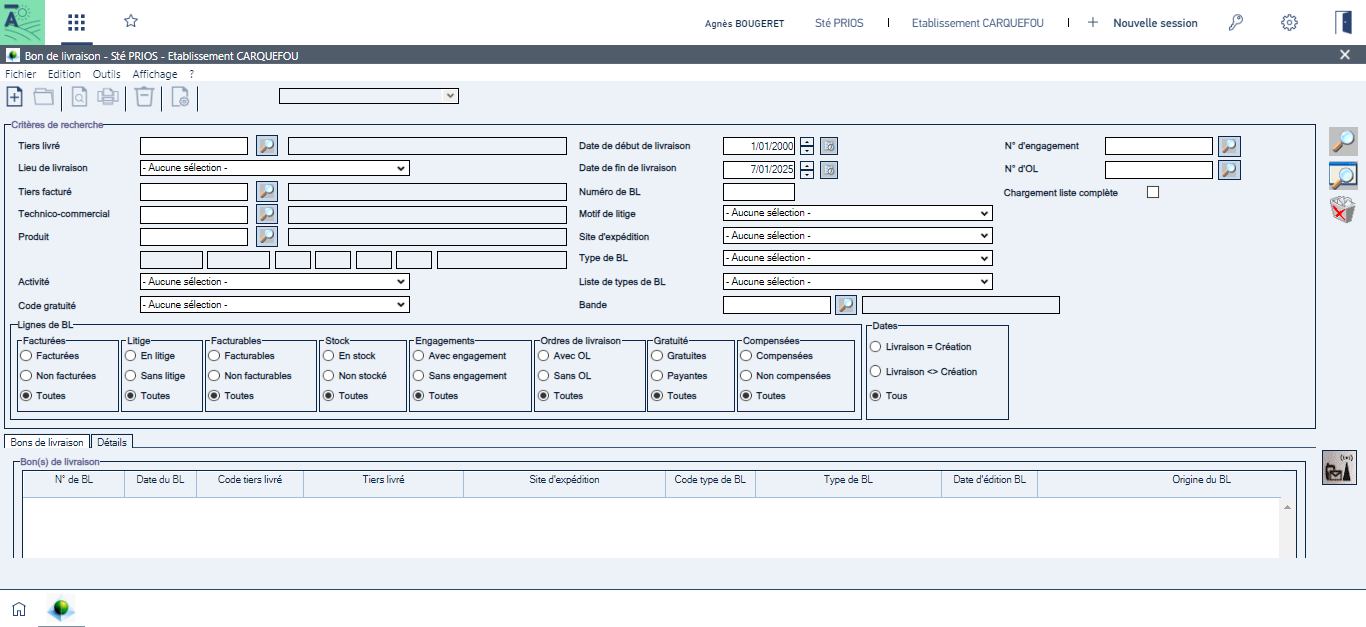 Agnès BOUGERET
Sté PRIOS
Etablissement CARQUEFOU
Nouvelle session
Bon de livraison - Sté PRIOS - Etablissement CARQUEFOU
Fichier Edition Outils Affichage ?
Critères de recherche
Tiers livré
Date de début de livraison 1/01/2000
N° d'engagement
Lieu de livraison - Aucune sélection -
Date de fin de livraison 7/01/2025
N° d'OL
Tiers facturé
Numéro de BL
Chargement liste complète
Technico-commercial
Motif de litige - Aucune sélection -
Produit
Site d'expédition - Aucune sélection -
Type de BL - Aucune sélection -
Activité - Aucune sélection -
Liste de types de BL - Aucune sélection -
Code gratuité - Aucune sélection -
Bande
Lignes de BL
Dates
Facturées Litige Facturables Stock Engagements Ordres de livraison Gratuité Compensées
Facturées En litige Facturables En stock Avec engagement Avec OL Gratuites Compensées
Livraison = Création
Non facturées Sans litige Non facturables Non stocké Sans engagement Sans OL Payantes Non compensées
Livraison <> Création
Toutes Toutes Toutes Toutes Toutes Toutes Toutes Toutes
Tous
Bons de livraison Détails
Bon(s) de livraison
N° de BL Date du BL Code tiers livré Tiers livré Site d'expédition Code type de BL Type de BL Date d'édition BL Origine du BL